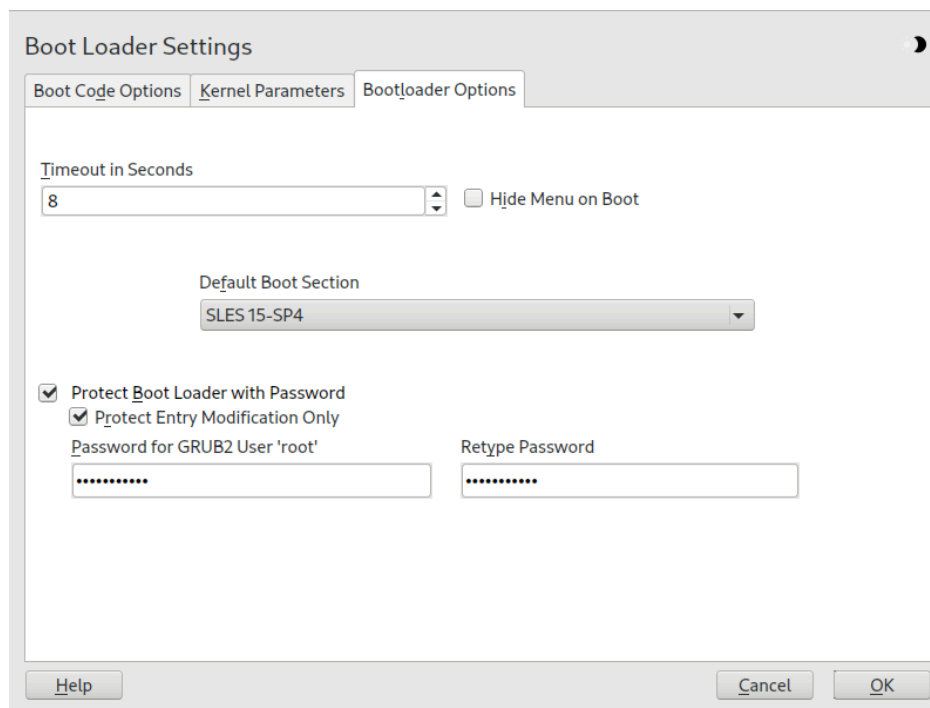 Boot Loader Settings
Boot Code Options Kernel Parameters Bootloader Options
Timeout in Seconds
8 Hide Menu on Boot
Default Boot Section
SLES 15-SP4
Protect Boot Loader with Password
Protect Entry Modification Only
Password for GRUB2 User 'root' Retype Password
••••••••••• •••••••••••
Help Cancel OK